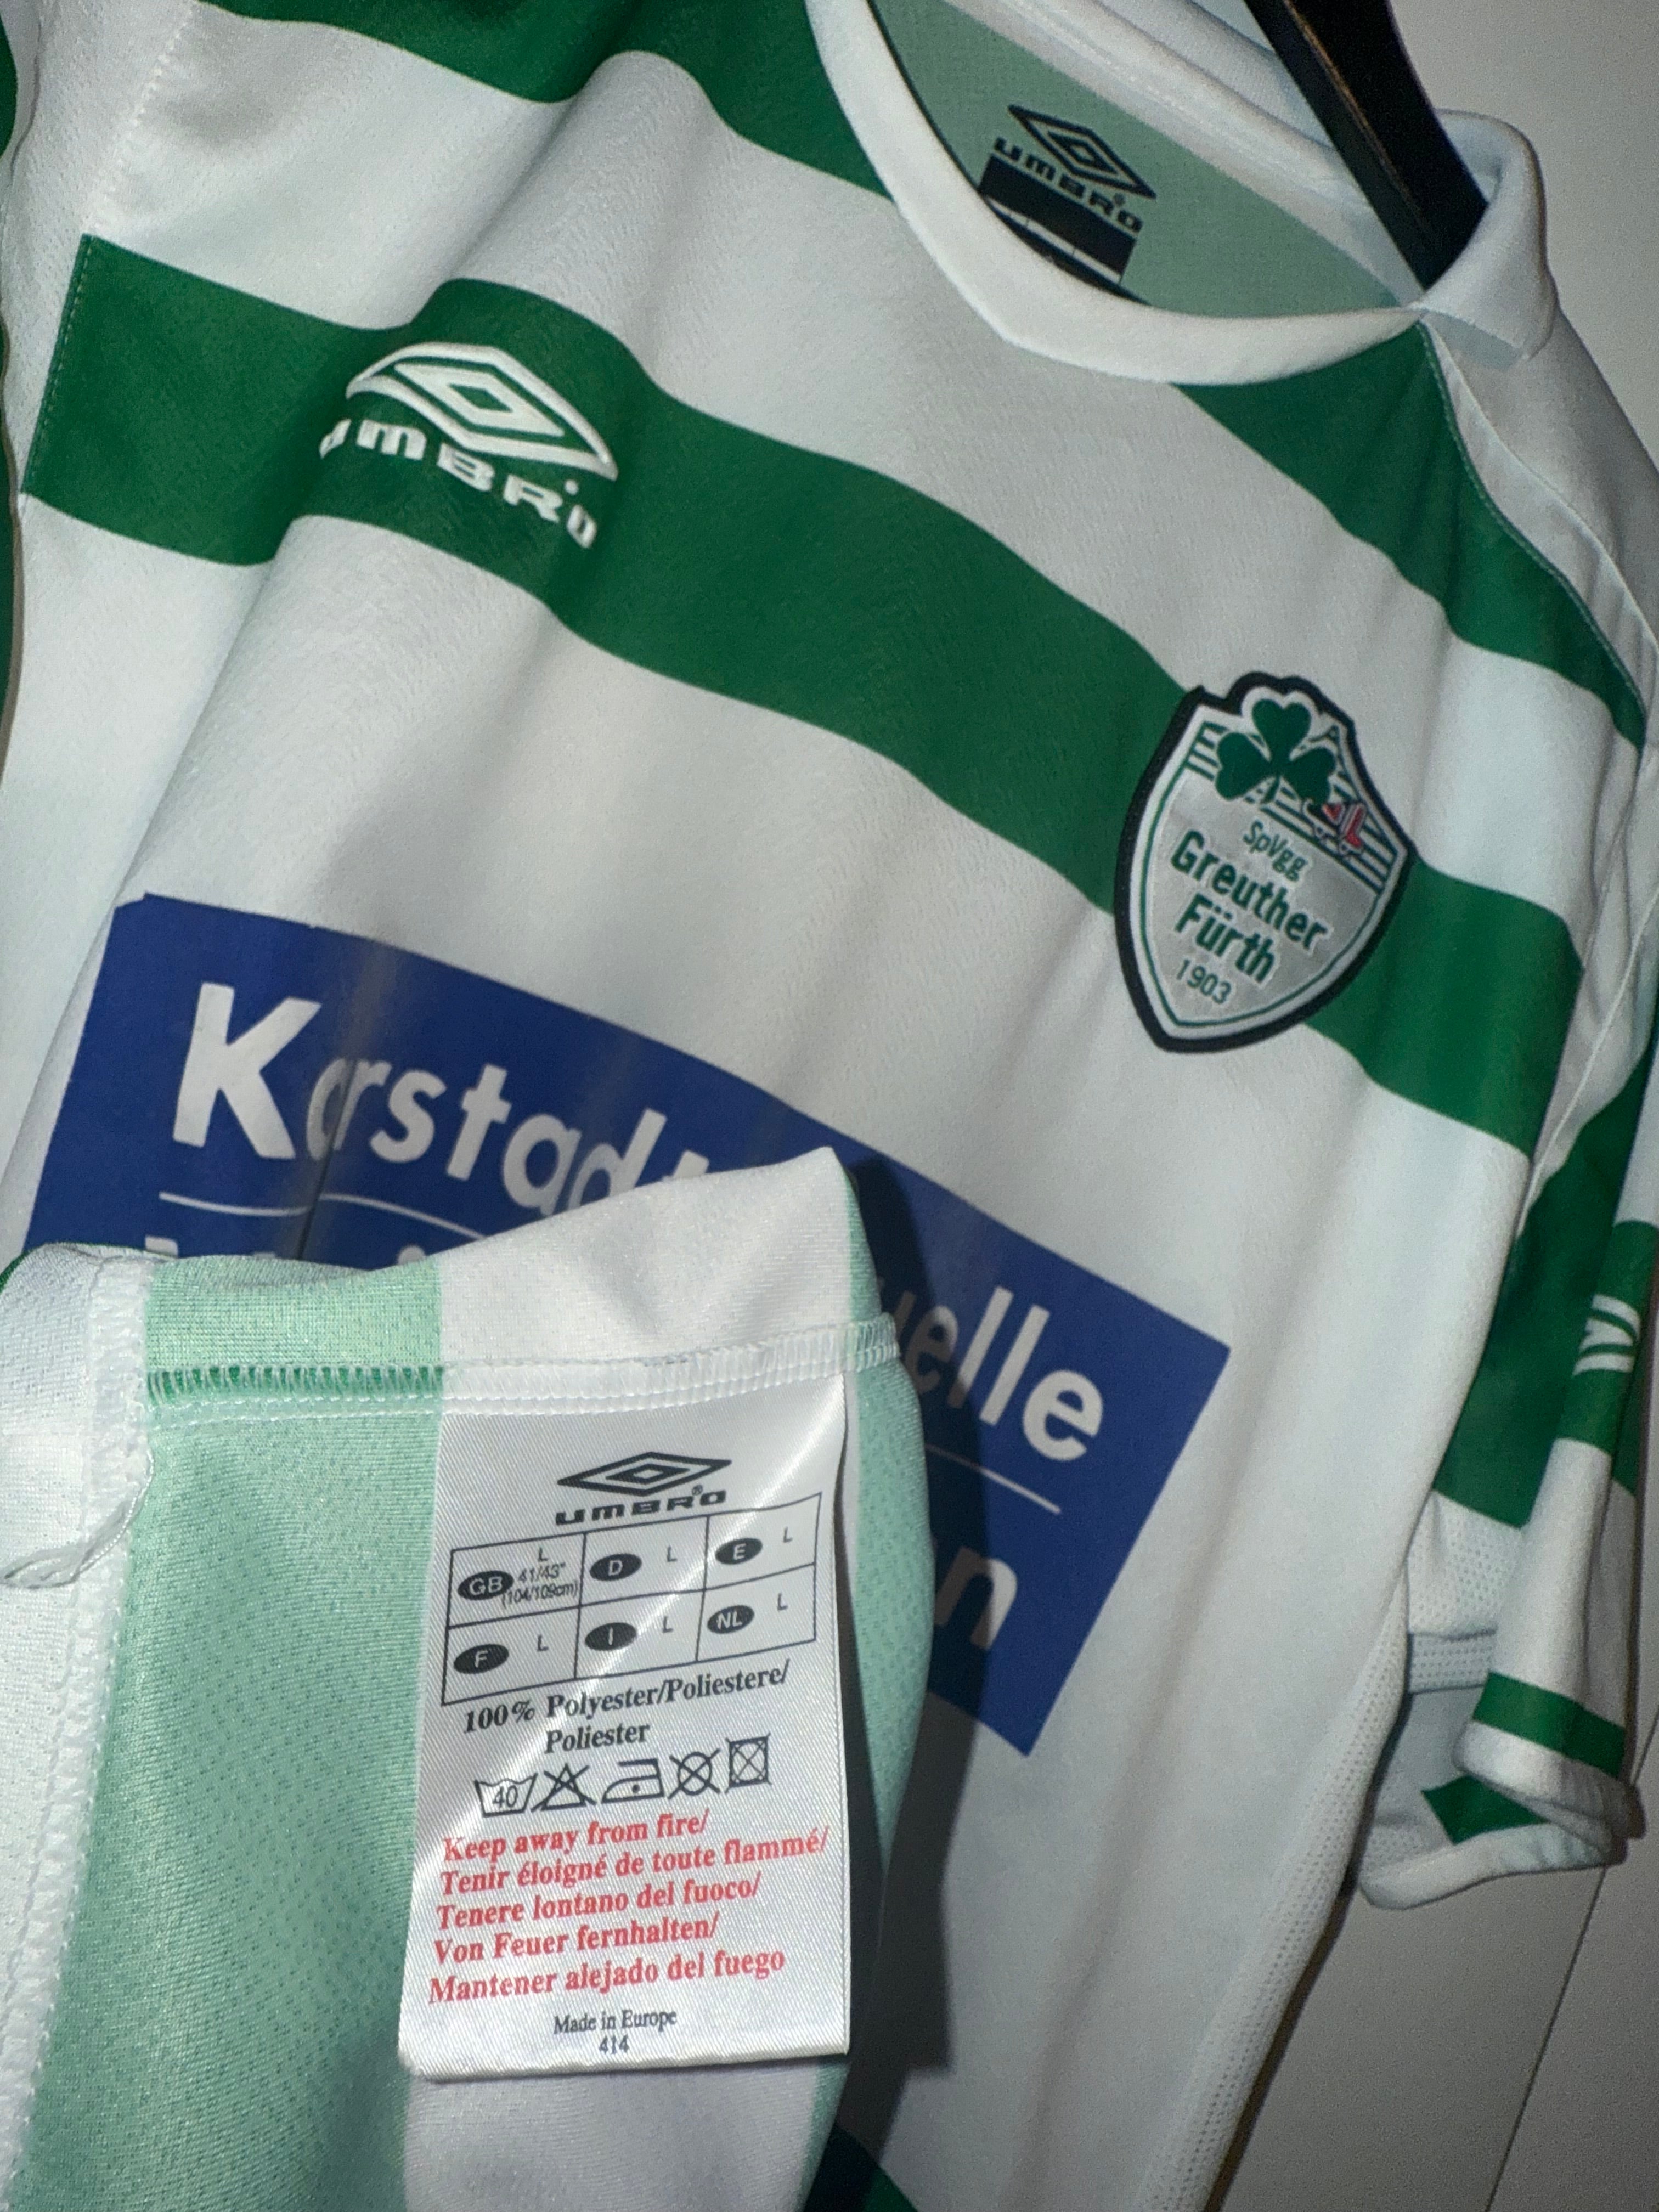 UMBRO
UMBRO
SpVgg
Greuther
Fürth
1903
Karstadt
uelle
n
UMBRO
GB L 41/43" (104/109cm) D L E L
F L I L NL L
100% Polyester/Poliestere/
Poliester
40
Keep away from fire/
Tenir éloigné de toute flammé/
Tenere lontano del fuoco/
Von Feuer fernhalten/
Mantener alejado del fuego
Made in Europe
414